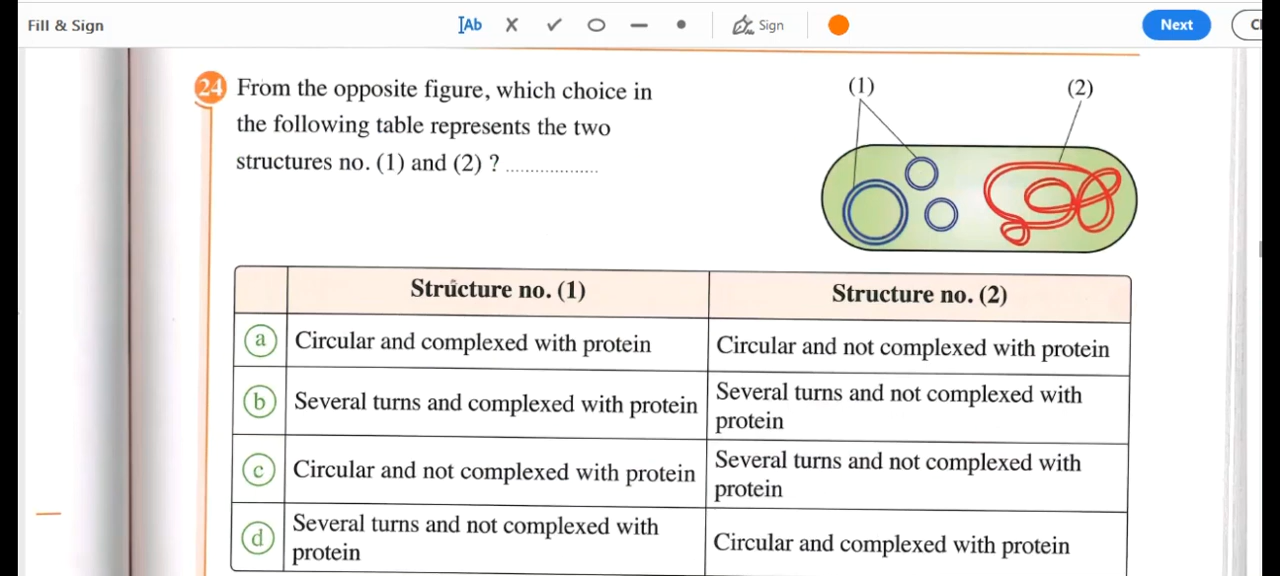 Fill & Sign
Ab
Sign
Next
24 From the opposite figure, which choice in
the following table represents the two
structures no. (1) and (2) ? ..................
(1)
(2)
Structure no. (1)
Structure no. (2)
a Circular and complexed with protein
Circular and not complexed with protein
b Several turns and complexed with protein
Several turns and not complexed with
protein
c Circular and not complexed with protein
Several turns and not complexed with
protein
d Several turns and not complexed with
protein
Circular and complexed with protein